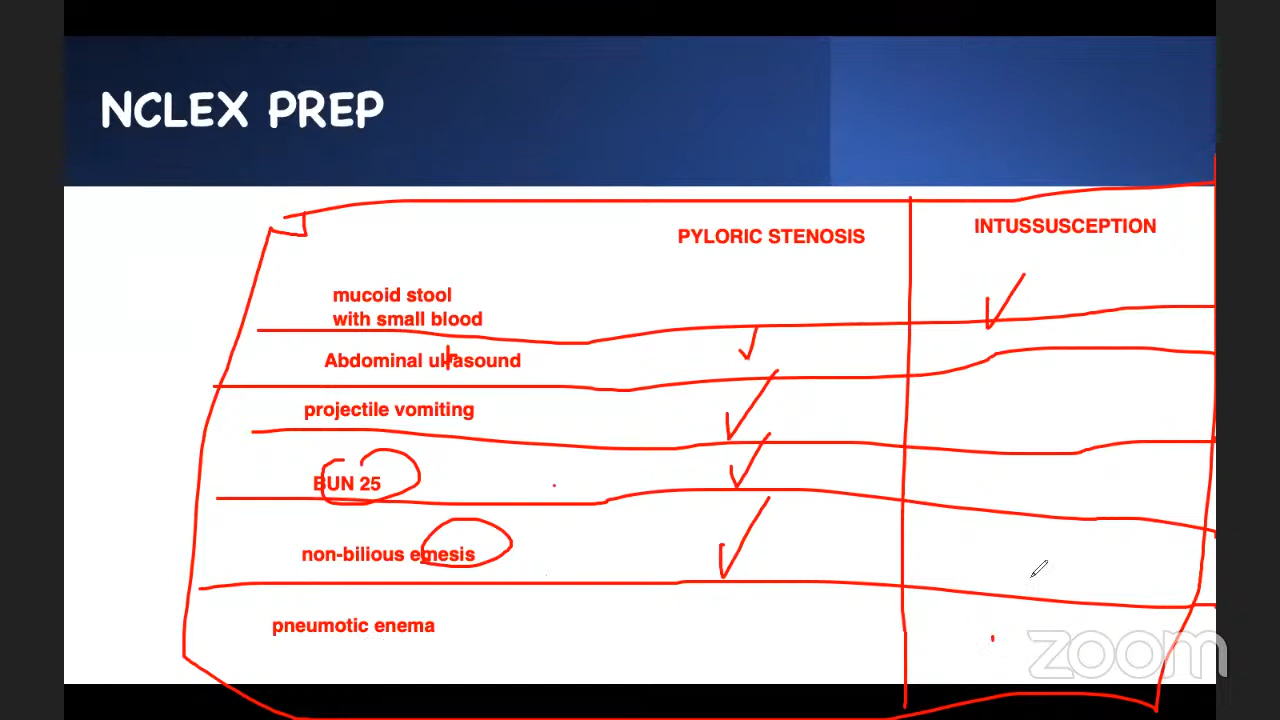 NCLEX PREP
PYLORIC STENOSIS
INTUSSUSCEPTION
mucoid stool
with small blood
Abdominal ulrasound
projectile vomiting
BUN 25
non-bilious emesis
pneumotic enema
zoom